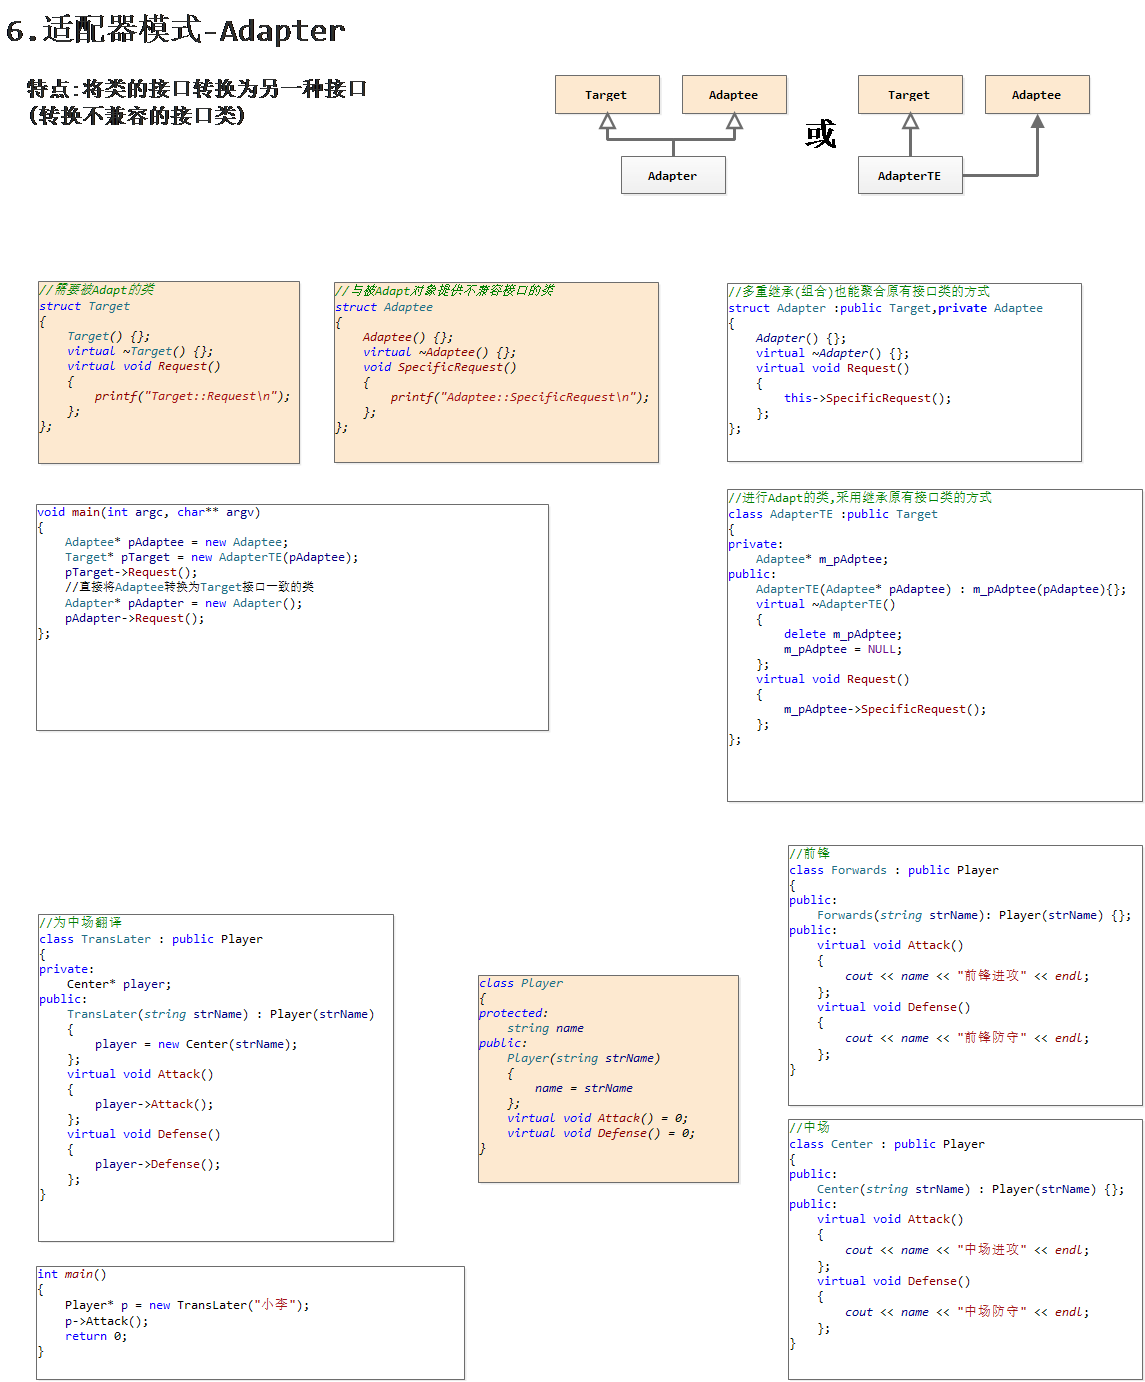 6.适配器模式-Adapter
特点:将类的接口转换为另一种接口
(转换不兼容的接口类)
Target
Adaptee
Adapter
或
Target
Adaptee
AdapterTE
//需要被Adapt的类
struct Target
{
    Target() {};
    virtual ~Target() {};
    virtual void Request()
    {
        printf("Target::Request\n");
    };
};
//与被Adapt对象提供不兼容接口的类
struct Adaptee
{
    Adaptee() {};
    virtual ~Adaptee() {};
    void SpecificRequest()
    {
        printf("Adaptee::SpecificRequest\n");
    };
};
//多重继承(组合)也能聚合原有接口类的方式
struct Adapter :public Target,private Adaptee
{
    Adapter() {};
    virtual ~Adapter() {};
    virtual void Request()
    {
        this->SpecificRequest();
    };
};
void main(int argc, char** argv)
{
    Adaptee* pAdaptee = new Adaptee;
    Target* pTarget = new AdapterTE(pAdaptee);
    pTarget->Request();
    //直接将Adaptee转换为Target接口一致的类
    Adapter* pAdapter = new Adapter();
    pAdapter->Request();
};
//进行Adapt的类,采用继承原有接口类的方式
class AdapterTE :public Target
{
private:
    Adaptee* m_pAdptee;
public:
    AdapterTE(Adaptee* pAdaptee) : m_pAdptee(pAdaptee){};
    virtual ~AdapterTE()
    {
        delete m_pAdptee;
        m_pAdptee = NULL;
    };
    virtual void Request()
    {
        m_pAdptee->SpecificRequest();
    };
};
//为中场翻译
class TransLater : public Player
{
private:
    Center* player;
public:
    TransLater(string strName) : Player(strName)
    {
        player = new Center(strName);
    };
    virtual void Attack()
    {
        player->Attack();
    };
    virtual void Defense()
    {
        player->Defense();
    };
}
class Player
{
protected:
    string name
public:
    Player(string strName)
    {
        name = strName
    };
    virtual void Attack() = 0;
    virtual void Defense() = 0;
}
//前锋
class Forwards : public Player
{
public:
    Forwards(string strName): Player(strName) {};
public:
    virtual void Attack()
    {
        cout << name << "前锋进攻" << endl;
    };
    virtual void Defense()
    {
        cout << name << "前锋防守" << endl;
    };
}
//中场
class Center : public Player
{
public:
    Center(string strName) : Player(strName) {};
public:
    virtual void Attack()
    {
        cout << name << "中场进攻" << endl;
    };
    virtual void Defense()
    {
        cout << name << "中场防守" << endl;
    };
}
int main()
{
    Player* p = new TransLater("小李");
    p->Attack();
    return 0;
}